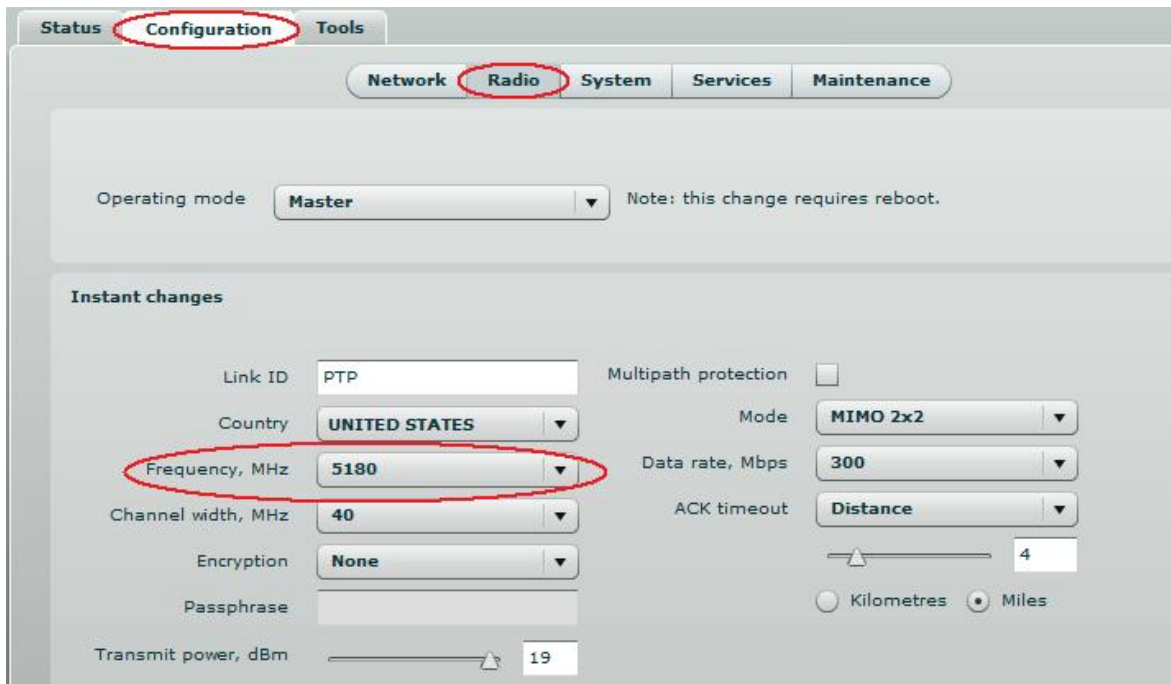 Status Configuration Tools
Network Radio System Services Maintenance
Operating mode Master Note: this change requires reboot.
Instant changes
Link ID PTP Multipath protection
Country UNITED STATES Mode MIMO 2x2
Frequency, MHz 5180 Data rate, Mbps 300
Channel width, MHz 40 ACK timeout Distance
Encryption None 4
Passphrase Kilometres Miles
Transmit power, dBm 19